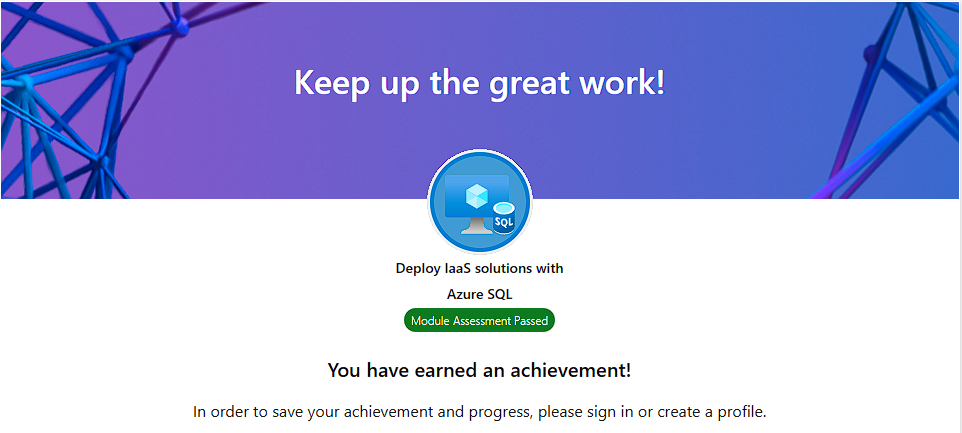 Keep up the great work!
SQL
Deploy IaaS solutions with
Azure SQL
Module Assessment Passed
You have earned an achievement!
In order to save your achievement and progress, please sign in or create a profile.